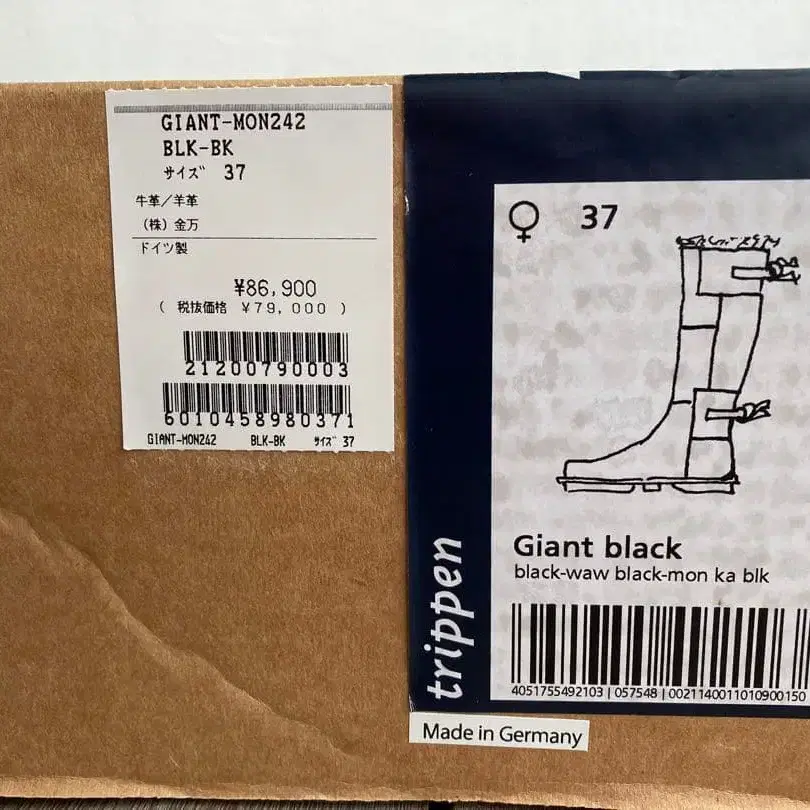 GIANT-MON242
BLK-BK
サイズ 37
牛革/羊革
(株)金万
ドイツ製
¥86,900
( 税抜価格 ¥79,000 )
21200790003
6010458980371
GIANT-MON242 BLK-BK サイズ 37
♀ 37
Giant black
black-waw black-mon ka blk
4051755492103 | 057548 | 0021140011010900150
trippen
Made in Germany